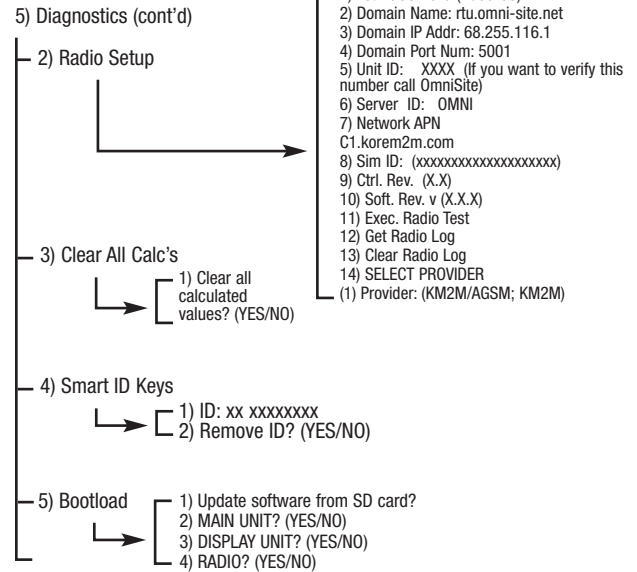 5) Diagnostics (cont'd)
2) Radio Setup
2) Domain Name: rtu.omni-site.net
3) Domain IP Addr: 68.255.116.1
4) Domain Port Num: 5001
5) Unit ID: XXXX (If you want to verify this
number call OmniSite)
6) Server ID: OMNI
7) Network APN
C1.korem2m.com
8) Sim ID: (xxxxxxxxxxxxxxxxxxxx)
9) Ctrl. Rev. (X.X)
10) Soft. Rev. v (X.X.X)
11) Exec. Radio Test
12) Get Radio Log
13) Clear Radio Log
14) SELECT PROVIDER
(1) Provider: (KM2M/AGSM; KM2M)
3) Clear All Calc's
1) Clear all
calculated
values? (YES/NO)
4) Smart ID Keys
1) ID: xx xxxxxxxx
2) Remove ID? (YES/NO)
5) Bootload
1) Update software from SD card?
2) MAIN UNIT? (YES/NO)
3) DISPLAY UNIT? (YES/NO)
4) RADIO? (YES/NO)